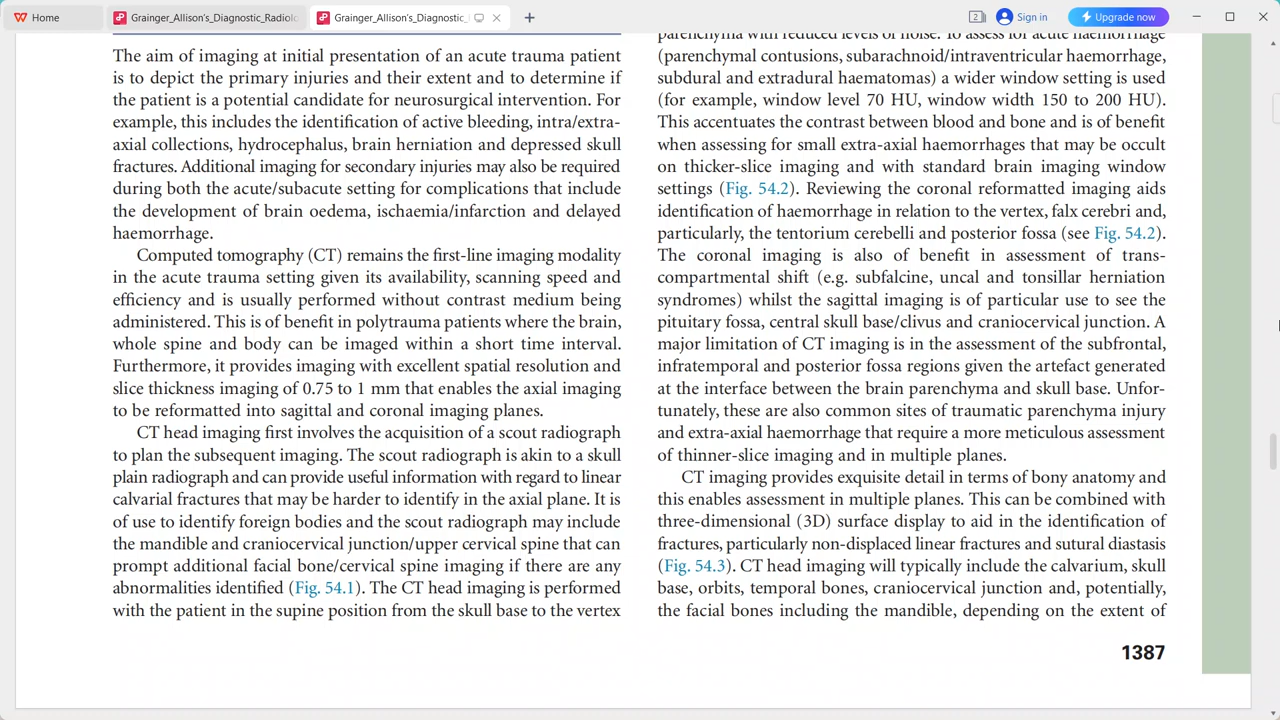 Home
Grainger_Allison's_Diagnostic_Radiolo
Grainger_Allison's_Diagnostic_
2
Sign in
Upgrade now
The aim of imaging at initial presentation of an acute trauma patient
is to depict the primary injuries and their extent and to determine if
the patient is a potential candidate for neurosurgical intervention. For
example, this includes the identification of active bleeding, intra/extra-
axial collections, hydrocephalus, brain herniation and depressed skull
fractures. Additional imaging for secondary injuries may also be required
during both the acute/subacute setting for complications that include
the development of brain oedema, ischaemia/infarction and delayed
haemorrhage.
Computed tomography (CT) remains the first-line imaging modality
in the acute trauma setting given its availability, scanning speed and
efficiency and is usually performed without contrast medium being
administered. This is of benefit in polytrauma patients where the brain,
whole spine and body can be imaged within a short time interval.
Furthermore, it provides imaging with excellent spatial resolution and
slice thickness imaging of 0.75 to 1 mm that enables the axial imaging
to be reformatted into sagittal and coronal imaging planes.
CT head imaging first involves the acquisition of a scout radiograph
to plan the subsequent imaging. The scout radiograph is akin to a skull
plain radiograph and can provide useful information with regard to linear
calvarial fractures that may be harder to identify in the axial plane. It is
of use to identify foreign bodies and the scout radiograph may include
the mandible and craniocervical junction/upper cervical spine that can
prompt additional facial bone/cervical spine imaging if there are any
abnormalities identified (Fig. 54.1). The CT head imaging is performed
with the patient in the supine position from the skull base to the vertex
parenchyma with reduced levels of noise. To assess for acute haemorrhage
(parenchymal contusions, subarachnoid/intraventricular haemorrhage,
subdural and extradural haematomas) a wider window setting is used
(for example, window level 70 HU, window width 150 to 200 HU).
This accentuates the contrast between blood and bone and is of benefit
when assessing for small extra-axial haemorrhages that may be occult
on thicker-slice imaging and with standard brain imaging window
settings (Fig. 54.2). Reviewing the coronal reformatted imaging aids
identification of haemorrhage in relation to the vertex, falx cerebri and,
particularly, the tentorium cerebelli and posterior fossa (see Fig. 54.2).
The coronal imaging is also of benefit in assessment of trans-
compartmental shift (e.g. subfalcine, uncal and tonsillar herniation
syndromes) whilst the sagittal imaging is of particular use to see the
pituitary fossa, central skull base/clivus and craniocervical junction. A
major limitation of CT imaging is in the assessment of the subfrontal,
infratemporal and posterior fossa regions given the artefact generated
at the interface between the brain parenchyma and skull base. Unfor-
tunately, these are also common sites of traumatic parenchyma injury
and extra-axial haemorrhage that require a more meticulous assessment
of thinner-slice imaging and in multiple planes.
CT imaging provides exquisite detail in terms of bony anatomy and
this enables assessment in multiple planes. This can be combined with
three-dimensional (3D) surface display to aid in the identification of
fractures, particularly non-displaced linear fractures and sutural diastasis
(Fig. 54.3). CT head imaging will typically include the calvarium, skull
base, orbits, temporal bones, craniocervical junction and, potentially,
the facial bones including the mandible, depending on the extent of
1387